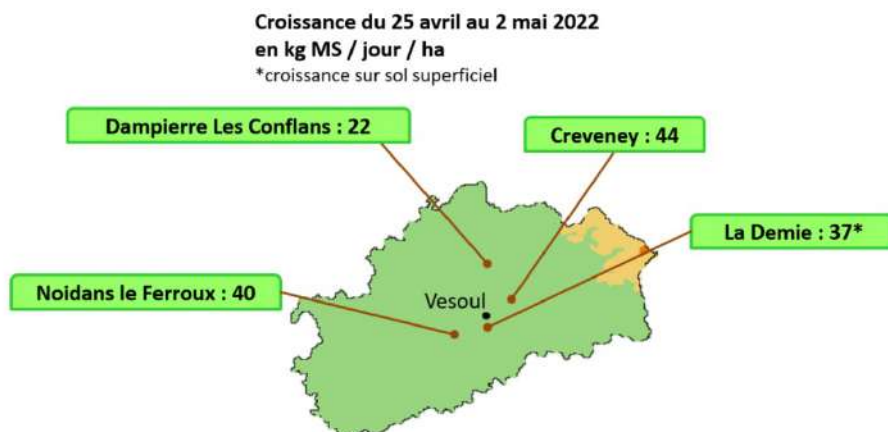 Croissance du 25 avril au 2 mai 2022
en kg MS / jour / ha
*croissance sur sol superficiel
Dampierre Les Conflans : 22
Creveney : 44
La Demie : 37*
Noidans le Ferroux : 40
Vesoul